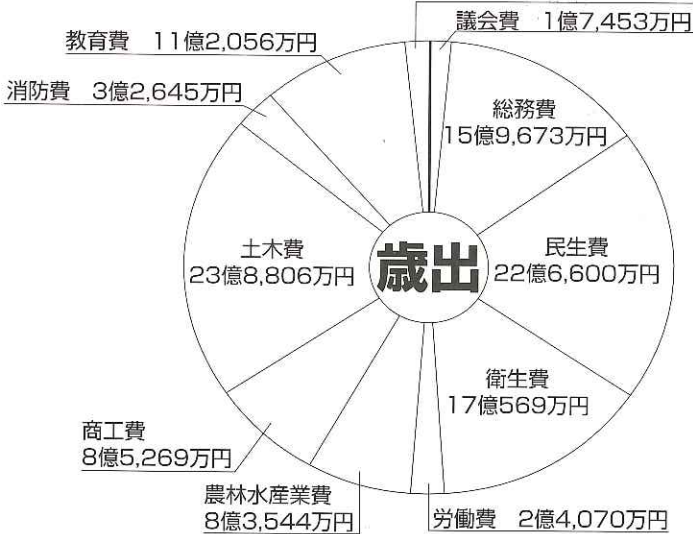 議会費 1億7,453万円
総務費
15億9,673万円
民生費
22億6,600万円
衛生費
17億569万円
労働費 2億4,070万円
農林水産業費
8億3,544万円
商工費
8億5,269万円
土木費
23億8,806万円
消防費 3億2,645万円
教育費 11億2,056万円
歳出